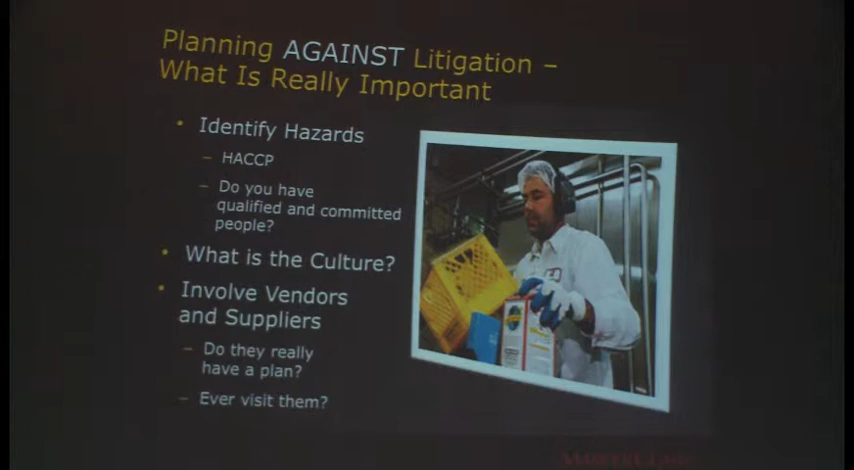 Planning AGAINST Litigation –
What Is Really Important
• Identify Hazards
– HACCP
– Do you have
qualified and committed
people?
• What is the Culture?
• Involve Vendors
and Suppliers
– Do they really
have a plan?
– Ever visit them?